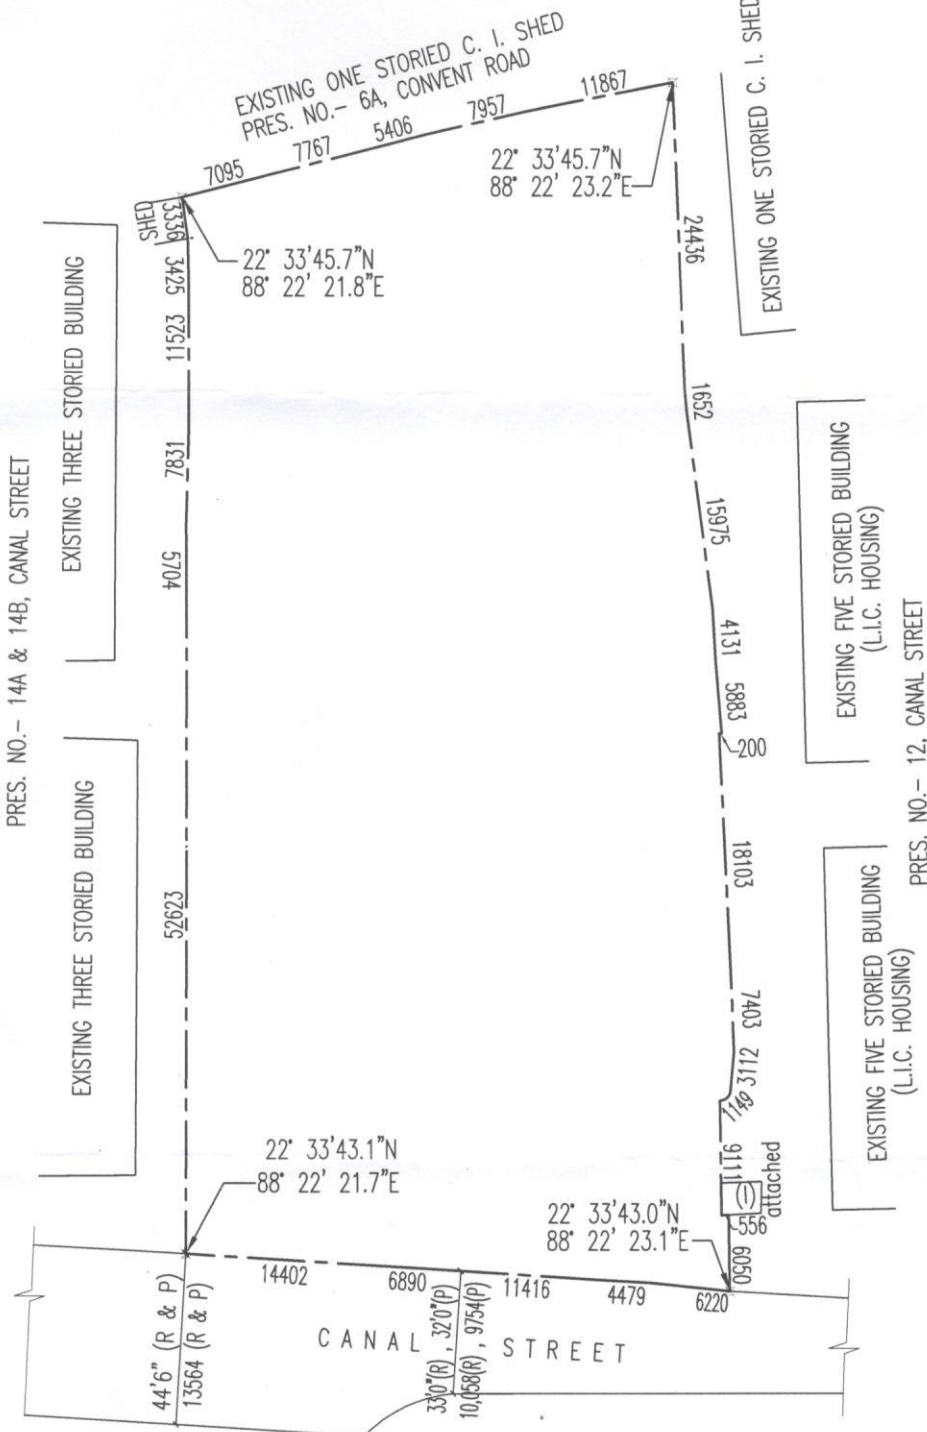 EXISTING ONE STORIED C. I. SHED
PRES. NO.- 6A, CONVENT ROAD
7095
7767
5406
7957
11867
EXISTING ONE STORIED C. I. SHED
22° 33'45.7"N
88° 22' 23.2"E
SHED
3336
22° 33'45.7"N
88° 22' 21.8"E
3425
11523
7831
5704
52623
24436
1652
15975
4131
5883
200
18103
7403
3112
1149
9111
attached
556
6050
PRES. NO.- 14A & 14B, CANAL STREET
EXISTING THREE STORIED BUILDING
EXISTING THREE STORIED BUILDING
EXISTING FIVE STORIED BUILDING
(L.I.C. HOUSING)
EXISTING FIVE STORIED BUILDING
(L.I.C. HOUSING)
PRES. NO.- 12, CANAL STREET
22° 33'43.1"N
88° 22' 21.7"E
22° 33'43.0"N
88° 22' 23.1"E
14402
6890
11416
4479
6220
44'6" (R & P)
13564 (R & P)
33'0"(R) , 32'0"(P)
10,058(R) , 9754(P)
CANAL STREET